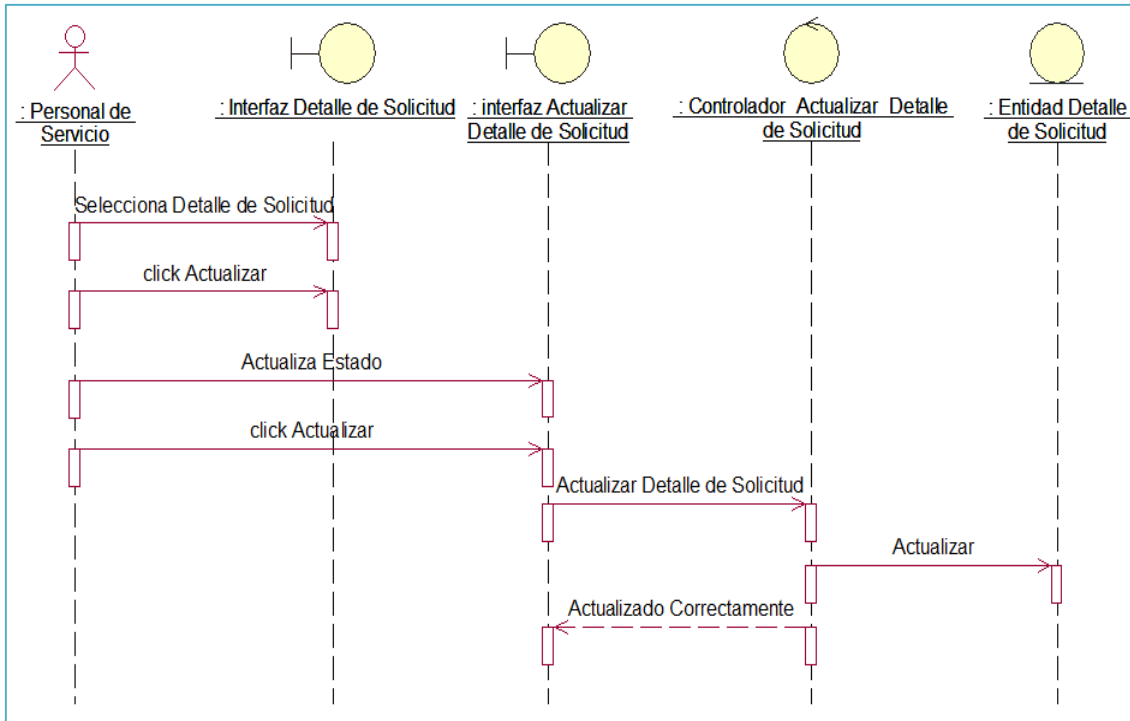 : Personal de
Servicio
: Interfaz Detalle de Solicitud
: interfaz Actualizar
Detalle de Solicitud
: Controlador Actualizar Detalle
de Solicitud
: Entidad Detalle
de Solicitud
Selecciona Detalle de Solicitud
click Actualizar
Actualiza Estado
click Actualizar
Actualizar Detalle de Solicitud
Actualizar
Actualizado Correctamente